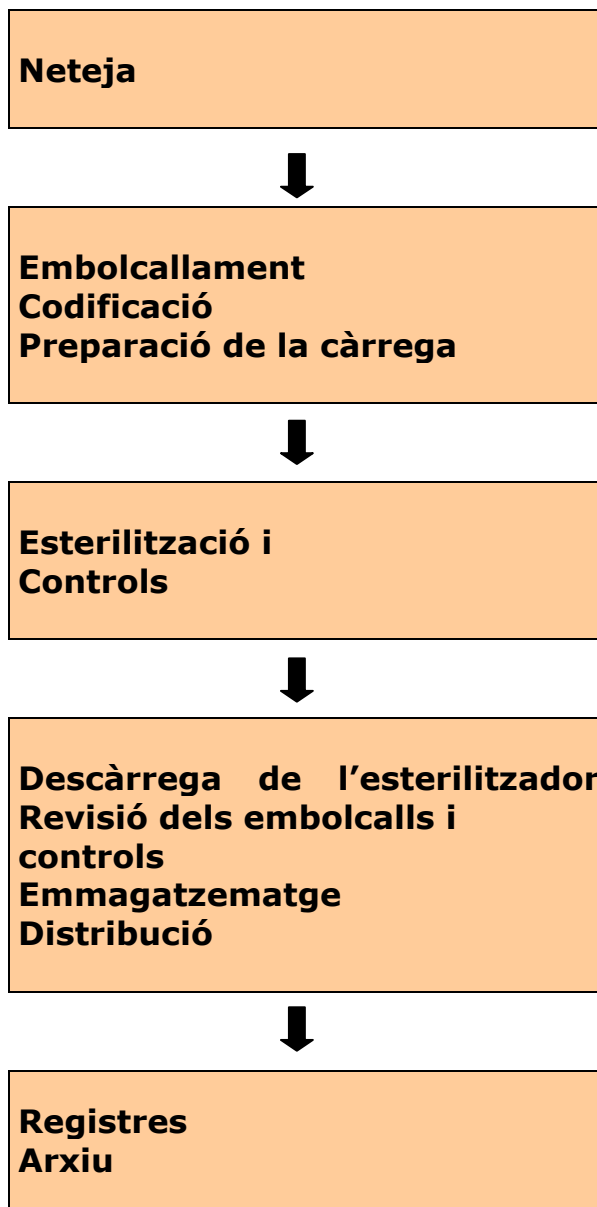 Neteja
Embolcallament
Codificació
Preparació de la càrrega
Esterilització i
Controls
Descàrrega de l'esterilitzador
Revisió dels embolcalls i
controls
Emmagatzematge
Distribució
Registres
Arxiu